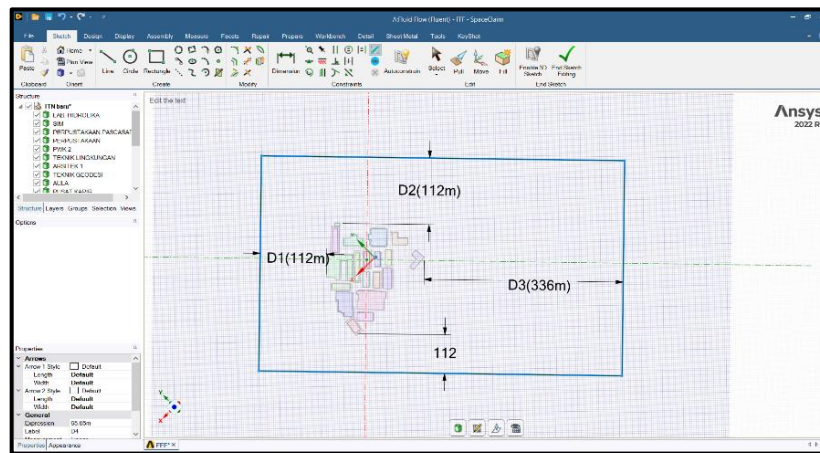 A:Fluid Flow (Fluent) - FFF - SpaceClaim
File Sketch Design Display Assembly Measure Facets Repair Prepare Workbench Detail Sheet Metal Tools KeyShot
Paste
Home
Plan View
Line Circle Rectangle
Dimension
Autoconstrain
Select Pull Move Fill
Enable 3D Sketch
End Sketch Editing
Clipboard Orient Create Modify Constraints Edit End Sketch
Structure
ITN baru*
LAB. HIDROLIKA
PERPUSTAKAAN PASCASAR
PERPUSTAKAAN
PWK 2
TEKNIK LINGKUNGAN
ARSITEK 1
TEKNIK GEODESI
AULA
Structure Layers Groups Selection Views
Options
Properties
Arrows
Arrow 1 Style Default
Length Default
Width Default
Arrow 2 Style Default
Length Default
Width Default
General
Label D4
Properties Appearance
Edit the text
Ansys
2022 R
D2(112m)
D1(112m)
D3(336m)
112
Y
X
FFF*